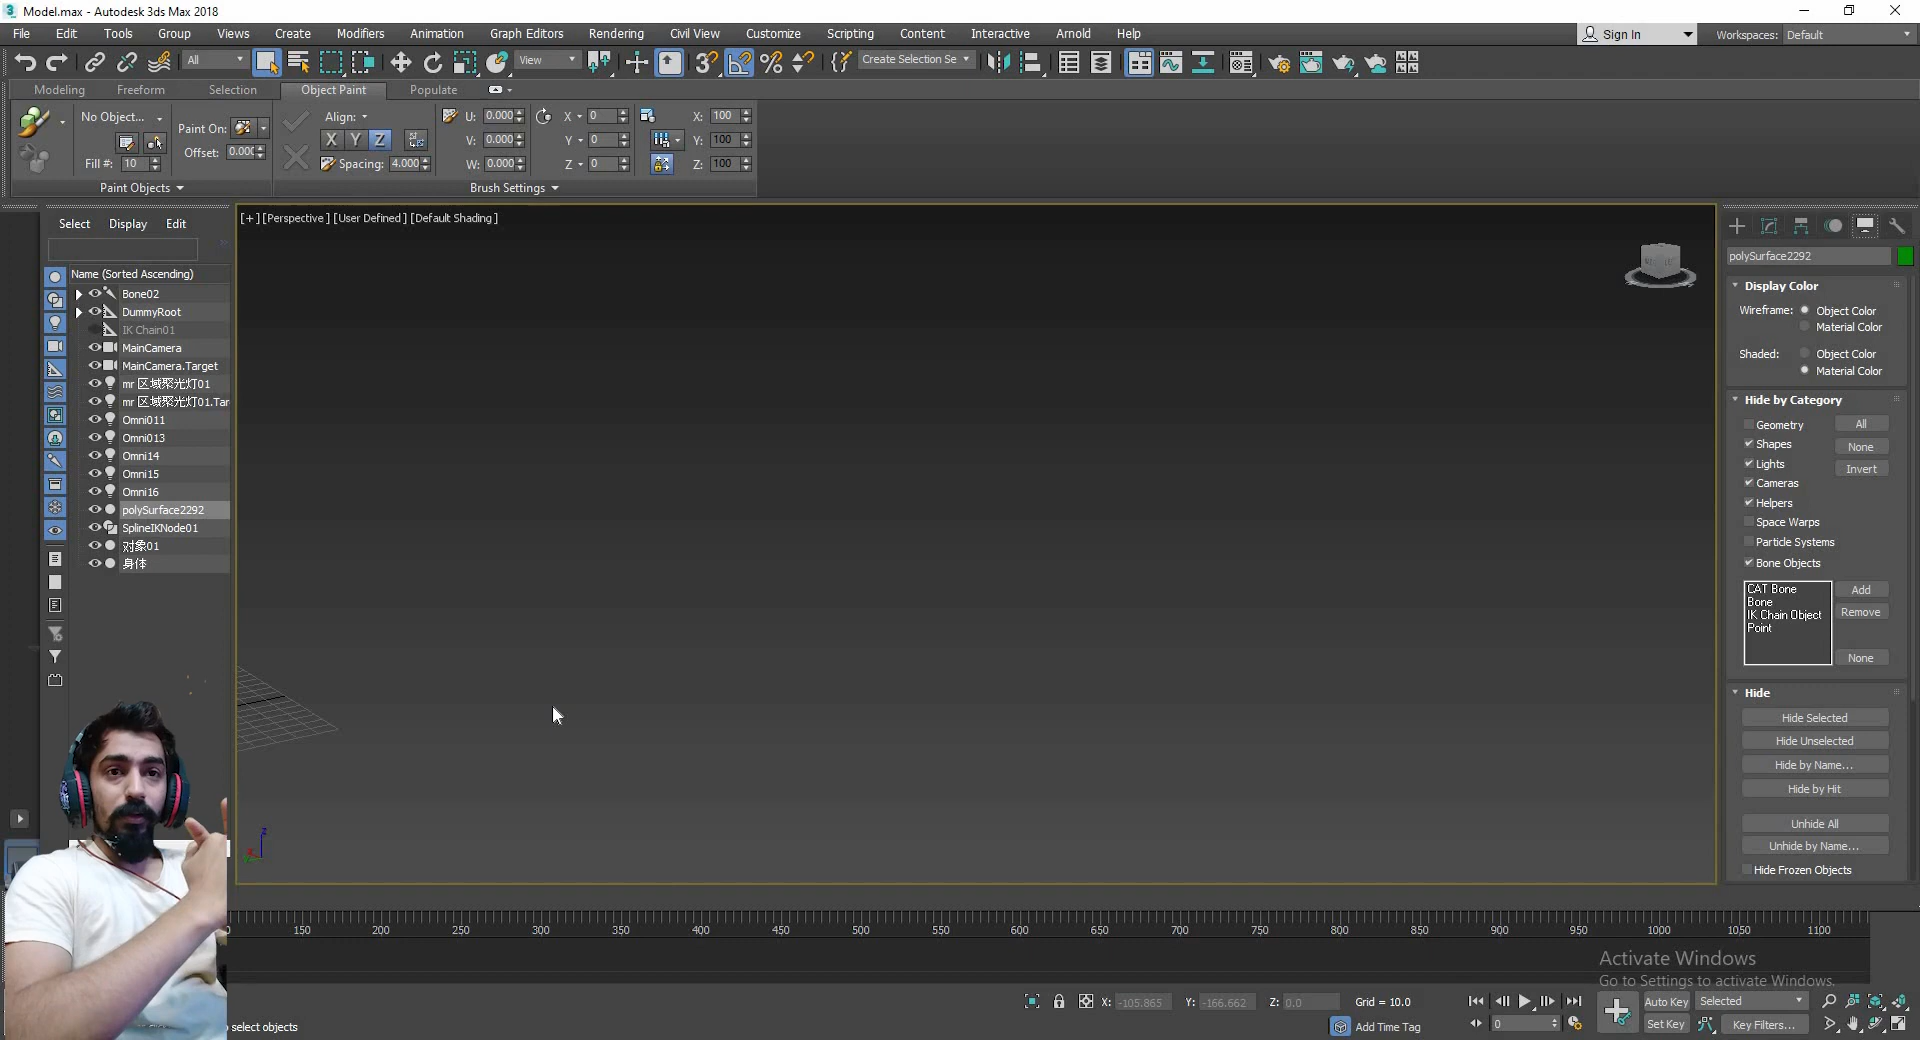 Model.max - Autodesk 3ds Max 2018
File Edit Tools Group Views Create Modifiers Animation Graph Editors Rendering Civil View Customize Scripting Content Interactive Arnold Help Sign In Workspaces: Default
All View Create Selection Se
Modeling Freeform Selection Object Paint Populate
No Object... Paint On: Align: U: 0.000 X 0 X: 100
X Y Z V: 0.000 Y 0 Y: 100
Offset: 0.000
Fill #: 10 Spacing: 4.000 W: 0.000 Z 0 Z: 100
Paint Objects Brush Settings
Select Display Edit
Name (Sorted Ascending)
Bone02
DummyRoot
IK Chain01
MainCamera
MainCamera.Target
mr 区域聚光灯01
mr 区域聚光灯01.Tar
Omni011
Omni013
Omni14
Omni15
Omni16
polySurface2292
SplineIKNode01
对象01
身体
[+] [Perspective ] [User Defined ] [Default Shading ]
z
polySurface2292
Display Color
Wireframe: Object Color
Material Color
Shaded: Object Color
Material Color
Hide by Category
Geometry All
Shapes None
Lights Invert
Cameras
Helpers
Space Warps
Particle Systems
Bone Objects
CAT Bone Add
Bone
IK Chain Object Remove
Point
None
Hide
Hide Selected
Hide Unselected
Hide by Name...
Hide by Hit
Unhide All
Unhide by Name...
Hide Frozen Objects
150 200 250 300 350 400 450 500 550 600 650 700 750 800 850 900 950 1000 1050 1100
Activate Windows
Go to Settings to activate Windows.
X: -105.865 Y: -166.662 Z: 0.0 Grid = 10.0 Auto Key Selected
select objects Add Time Tag 0 Set Key Key Filters...